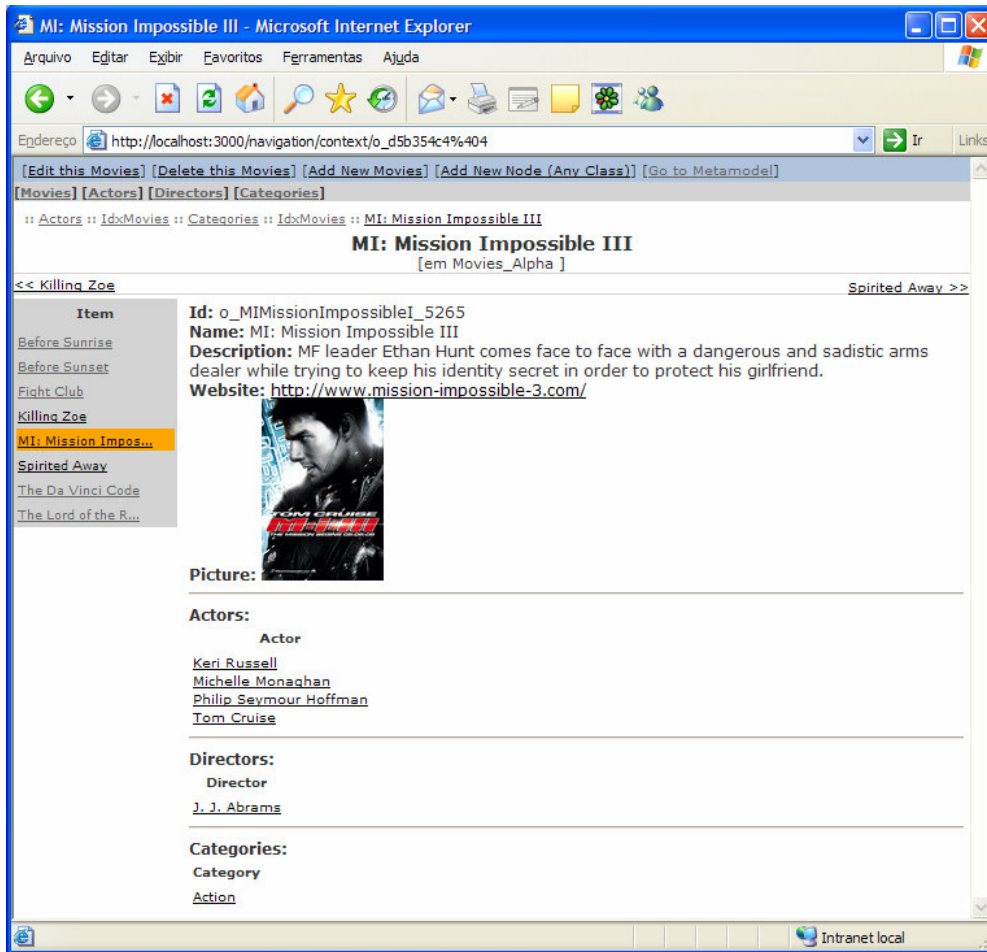 MI: Mission Impossible III - Microsoft Internet Explorer
Arquivo Editar Exibir Favoritos Ferramentas Ajuda
Endereço http://localhost:3000/navigation/context/o_d5b354c4%404 Ir Links
[Edit this Movies] [Delete this Movies] [Add New Movies] [Add New Node (Any Class)] [Go to Metamodel]
[Movies] [Actors] [Directors] [Categories]
:: Actors :: IdxMovies :: Categories :: IdxMovies :: MI: Mission Impossible III
MI: Mission Impossible III
[em Movies_Alpha ]
<< Killing Zoe
Spirited Away >>
Item
Before Sunrise
Before Sunset
Fight Club
Killing Zoe
MI: Mission Impos...
Spirited Away
The Da Vinci Code
The Lord of the R...
Id: o_MIMissionImpossibleI_5265
Name: MI: Mission Impossible III
Description: MF leader Ethan Hunt comes face to face with a dangerous and sadistic arms
dealer while trying to keep his identity secret in order to protect his girlfriend.
Website: http://www.mission-impossible-3.com/
TOM CRUISE
M:i:III
Picture:
Actors:
Actor
Keri Russell
Michelle Monaghan
Philip Seymour Hoffman
Tom Cruise
Directors:
Director
J. J. Abrams
Categories:
Category
Action
Intranet local